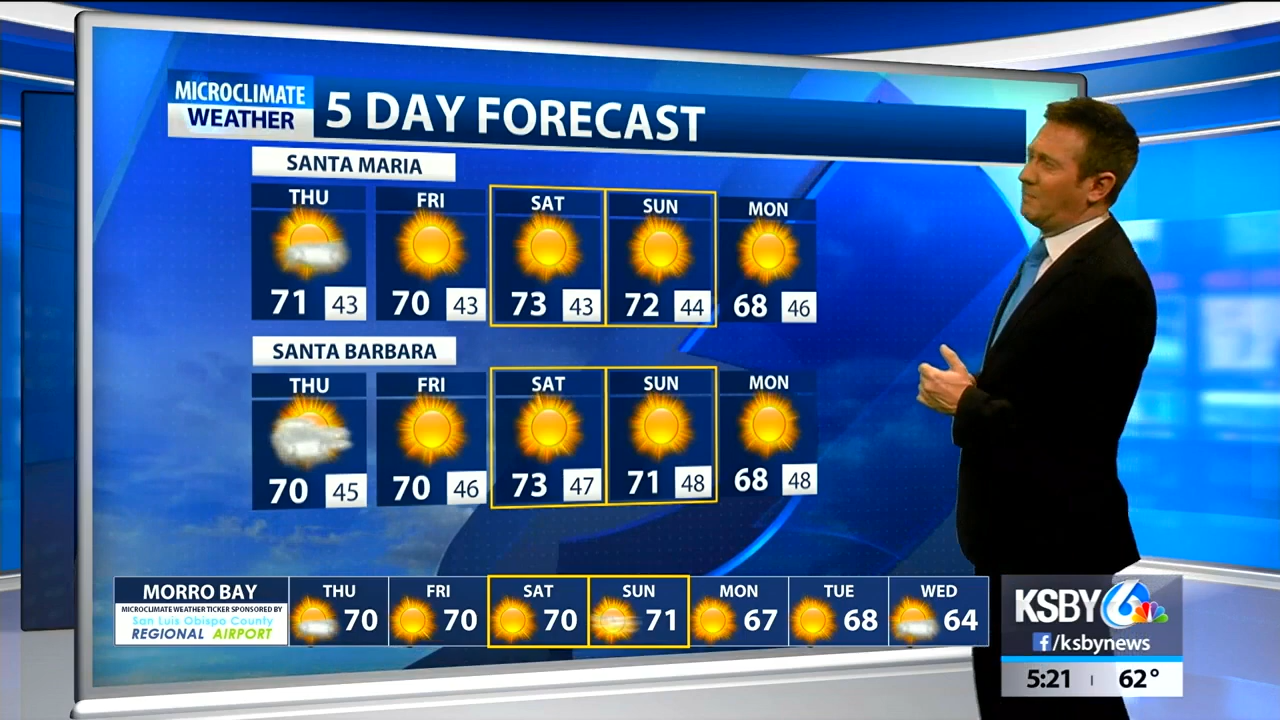 MICROCLIMATE
WEATHER
5 DAY FORECAST
SANTA MARIA
THU FRI SAT SUN MON
71 43 70 43 73 43 72 44 68 46
SANTA BARBARA
THU FRI SAT SUN MON
70 45 70 46 73 47 71 48 68 48
MORRO BAY
MICROCLIMATE WEATHER TICKER SPONSORED BY
San Luis Obispo County
REGIONAL AIRPORT
THU FRI SAT SUN MON TUE WED
70 70 70 71 67 68 64
KSBY 6
f/ksbynews
5:21 62°